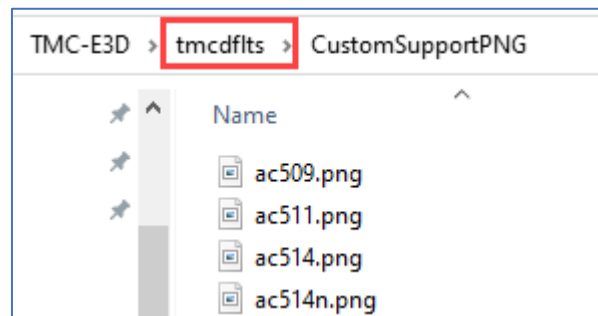 TMC-E3D > tmcdflts > CustomSupportPNG
Name
ac509.png
ac511.png
ac514.png
ac514n.png